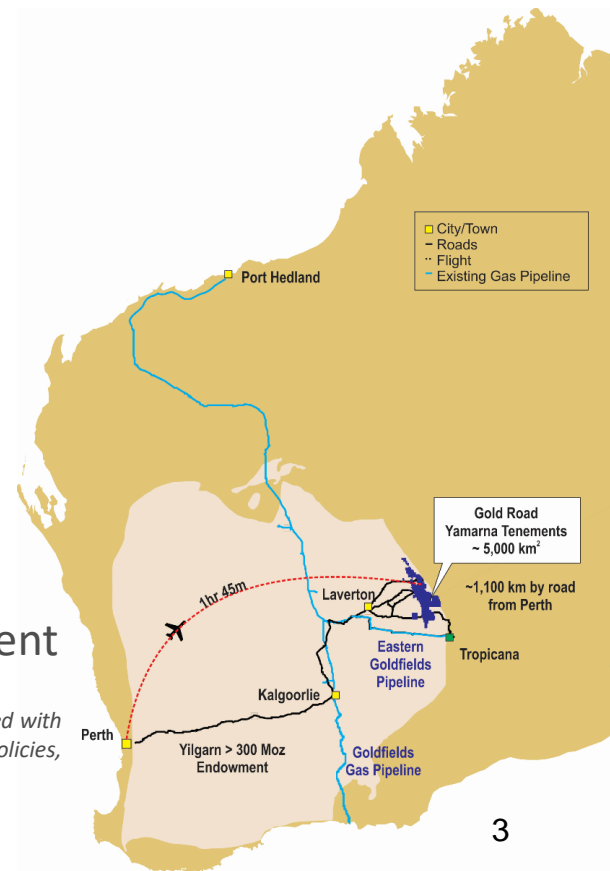 City/Town
Roads
Flight
Existing Gas Pipeline
Port Hedland
Gold Road
Yamarna Tenements
~ 5,000 km²
~1,100 km by road
from Perth
1hr 45m
Laverton
Eastern
Goldfields
Pipeline
Tropicana
Kalgoorlie
Perth
Yilgarn > 300 Moz
Endowment
Goldfields
Gas Pipeline
ent
ed with
olicies,
3